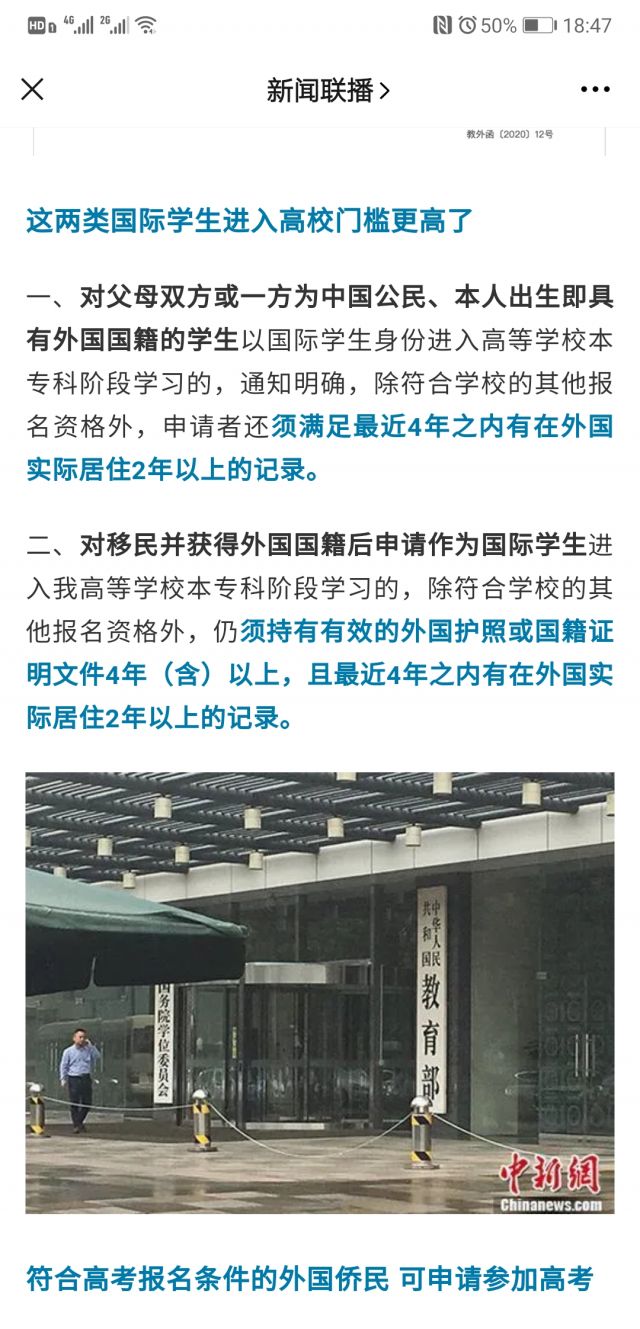 HD 1 4G 2G 50% 18:47
新闻联播
教外函〔2020〕12号
这两类国际学生进入高校门槛更高了
一、对父母双方或一方为中国公民、本人出生即具
有外国国籍的学生以国际学生身份进入高等学校本
专科阶段学习的，通知明确，除符合学校的其他报
名资格外，申请者还须满足最近4年之内有在外国
实际居住2年以上的记录。
二、对移民并获得外国国籍后申请作为国际学生进
入我高等学校本专科阶段学习的，除符合学校的其
他报名资格外，仍须持有有效的外国护照或国籍证
明文件4年（含）以上，且最近4年之内有在外国实
际居住2年以上的记录。
中华人民
共和国
教育部
国务院学位委员会
中新網
Chinanews.com
符合高考报名条件的外国侨民 可申请参加高考